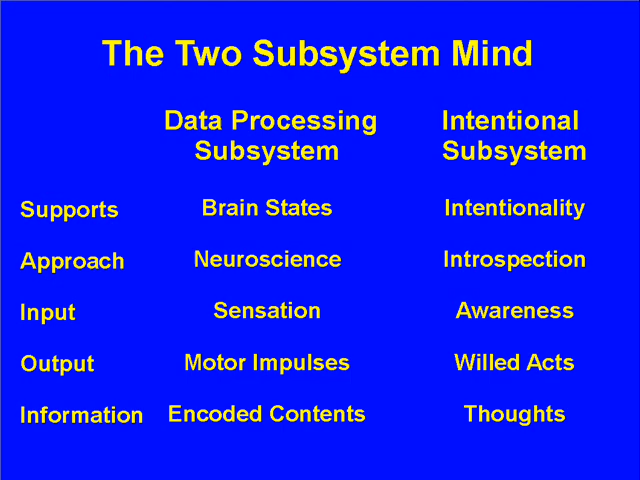 The Two Subsystem Mind
Data Processing Intentional
Subsystem Subsystem
Supports Brain States Intentionality
Approach Neuroscience Introspection
Input Sensation Awareness
Output Motor Impulses Willed Acts
Information Encoded Contents Thoughts